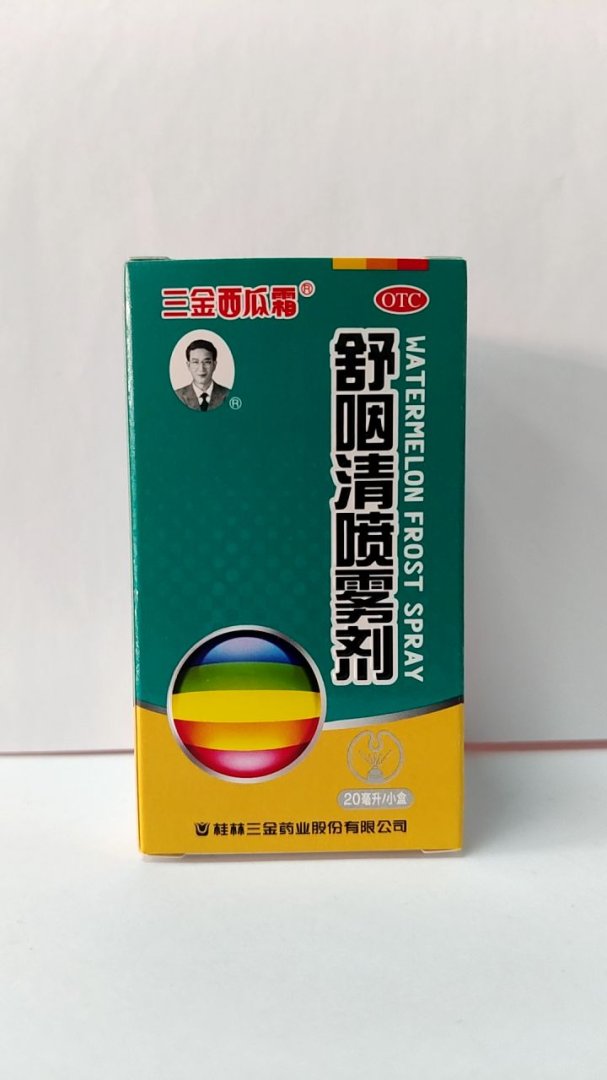 三金西瓜霜®
OTC
®
舒咽清喷雾剂
WATERMELON FROST SPRAY
20毫升/小盒
桂林三金药业股份有限公司